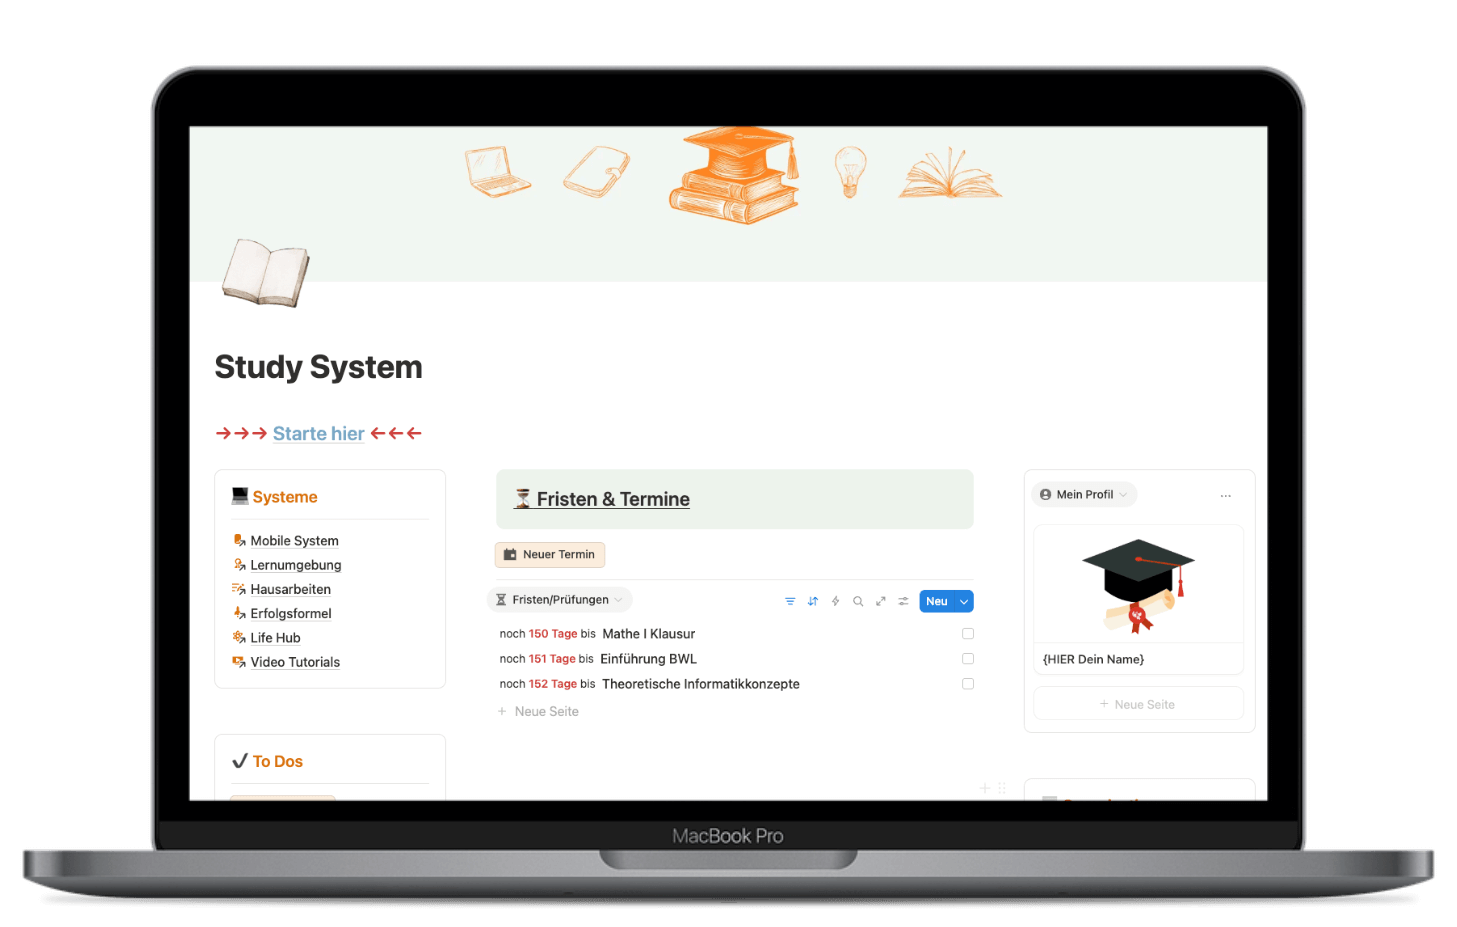 Study System
→→→ Starte hier ←←←
Systeme
Mobile System
Lernumgebung
Hausarbeiten
Erfolgsformel
Life Hub
Video Tutorials
To Dos
Fristen & Termine
Neuer Termin
Fristen/Prüfungen
Neu
noch 150 Tage bis Mathe I Klausur
noch 151 Tage bis Einführung BWL
noch 152 Tage bis Theoretische Informatikkonzepte
+ Neue Seite
Mein Profil
...
{HIER Dein Name}
+ Neue Seite
MacBook Pro